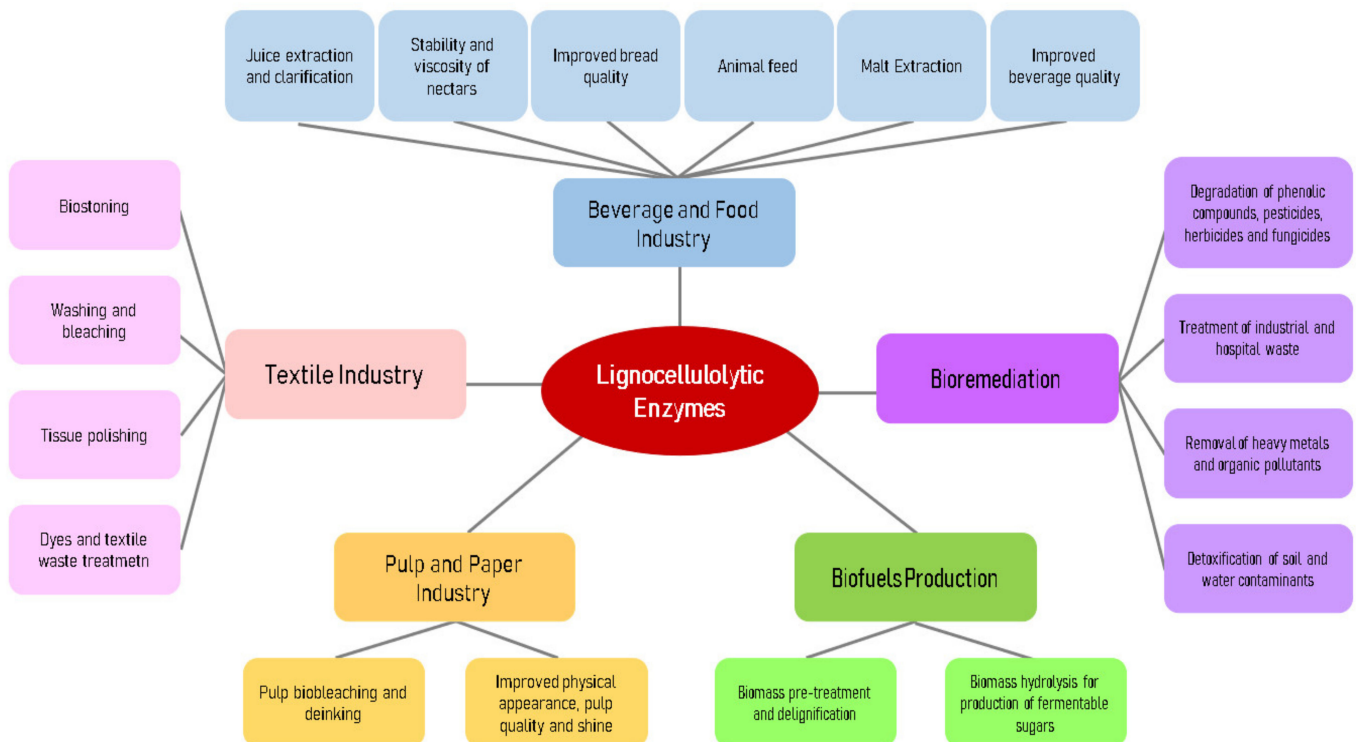 Juice extraction
and clarification
Stability and
viscosity of
nectars
Improved bread
quality
Animal feed
Malt Extraction
Improved
beverage quality
Beverage and Food
Industry
Biostoning
Washing and
bleaching
Tissue polishing
Dyes and textile
waste treatmetn
Textile Industry
Lignocellulolytic
Enzymes
Bioremediation
Degradation of phenolic
compounds, pesticides,
herbicides and fungicides
Treatment of industrial and
hospital waste
Removal of heavy metals
and organic pollutants
Detoxification of soil and
water contaminants
Pulp and Paper
Industry
Pulp biobleaching and
deinking
Improved physical
appearance, pulp
quality and shine
Biofuels Production
Biomass pre-treatment
and delignification
Biomass hydrolysis for
production of fermentable
sugars